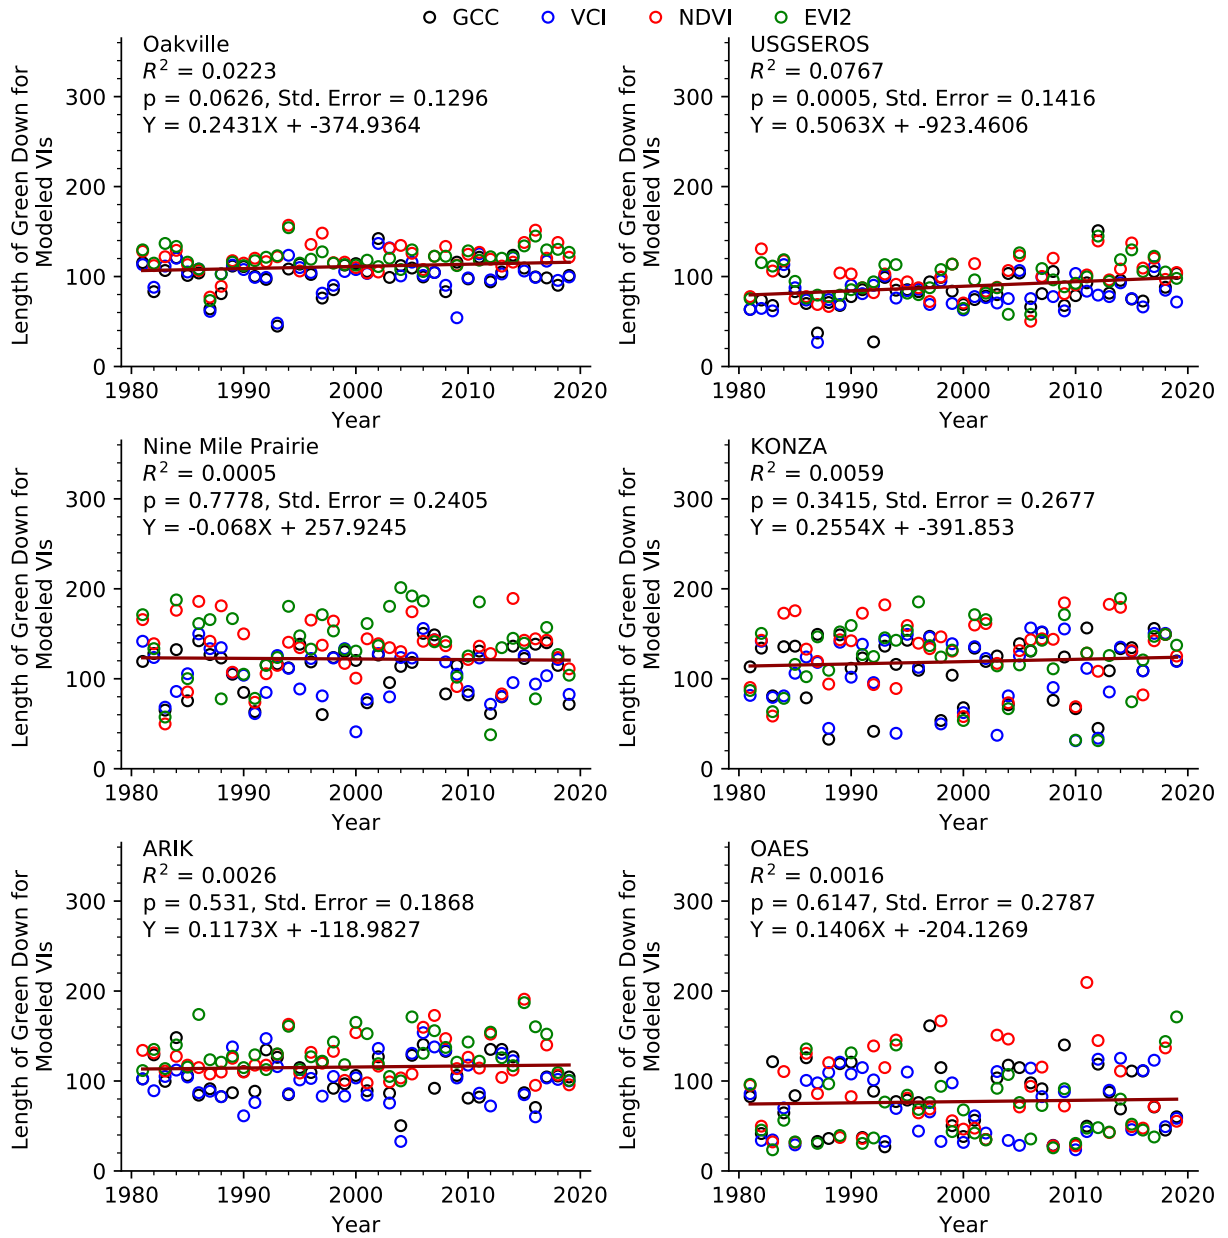 GCC VCI NDVI EVI2
Oakville
R² = 0.0223
p = 0.0626, Std. Error = 0.1296
Y = 0.2431X + -374.9364
Length of Green Down for
Modeled VIs
300
200
100
0
1980 1990 2000 2010 2020
Year
USGSEROS
R² = 0.0767
p = 0.0005, Std. Error = 0.1416
Y = 0.5063X + -923.4606
Length of Green Down for
Modeled VIs
300
200
100
0
1980 1990 2000 2010 2020
Year
Nine Mile Prairie
R² = 0.0005
p = 0.7778, Std. Error = 0.2405
Y = -0.068X + 257.9245
Length of Green Down for
Modeled VIs
300
200
100
0
1980 1990 2000 2010 2020
Year
KONZA
R² = 0.0059
p = 0.3415, Std. Error = 0.2677
Y = 0.2554X + -391.853
Length of Green Down for
Modeled VIs
300
200
100
0
1980 1990 2000 2010 2020
Year
ARIK
R² = 0.0026
p = 0.531, Std. Error = 0.1868
Y = 0.1173X + -118.9827
Length of Green Down for
Modeled VIs
300
200
100
0
1980 1990 2000 2010 2020
Year
OAES
R² = 0.0016
p = 0.6147, Std. Error = 0.2787
Y = 0.1406X + -204.1269
Length of Green Down for
Modeled VIs
300
200
100
0
1980 1990 2000 2010 2020
Year